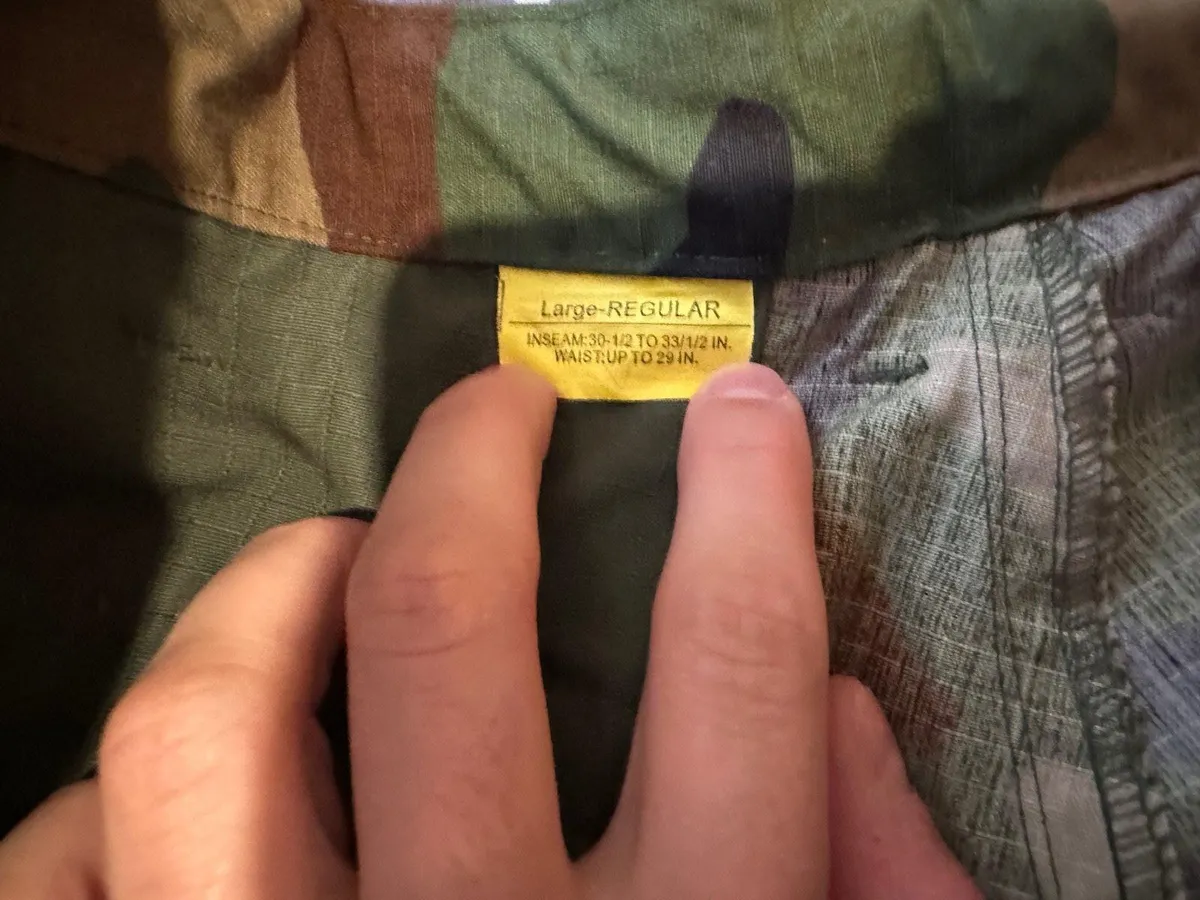 Large-REGULAR
INSEAM:30-1/2 TO 33/1/2 IN.
WAIST:UP TO 29 IN.